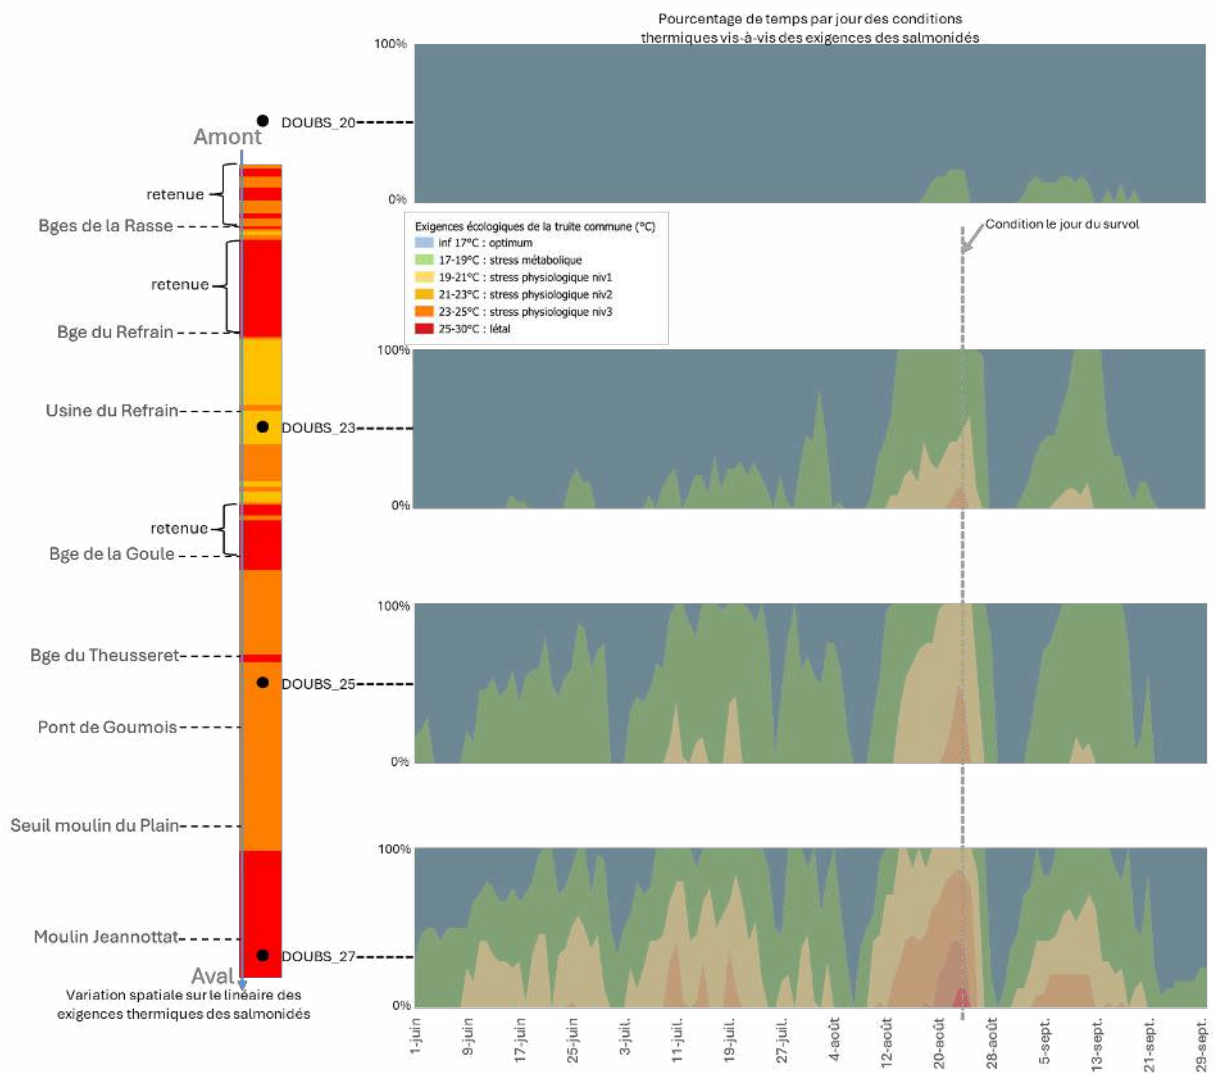 Pourcentage de temps par jour des conditions
thermiques vis-à-vis des exigences des salmonidés
100%
DOUBS_20
Amont
retenue
0%
Bges de la Rasse
Exigences écologiques de la truite commune (°C)
inf 17°C : optimum
17-19°C : stress métabolique
19-21°C : stress physiologique niv1
21-23°C : stress physiologique niv2
23-25°C : stress physiologique niv3
25-30°C : létal
Condition le jour du survol
retenue
Bge du Refrain
100%
Usine du Refrain
DOUBS_23
0%
retenue
Bge de la Goule
100%
Bge du Theusseret
DOUBS_25
Pont de Goumois
0%
Seuil moulin du Plain
100%
Moulin Jeannottat
DOUBS_27
Aval
0%
Variation spatiale sur le linéaire des
exigences thermiques des salmonidés
1-juin
9-juin
17-juin
25-juin
3-juil.
11-juil.
19-juil.
27-juil.
4-août
12-août
20-août
28-août
5-sept.
13-sept.
21-sept.
29-sept.